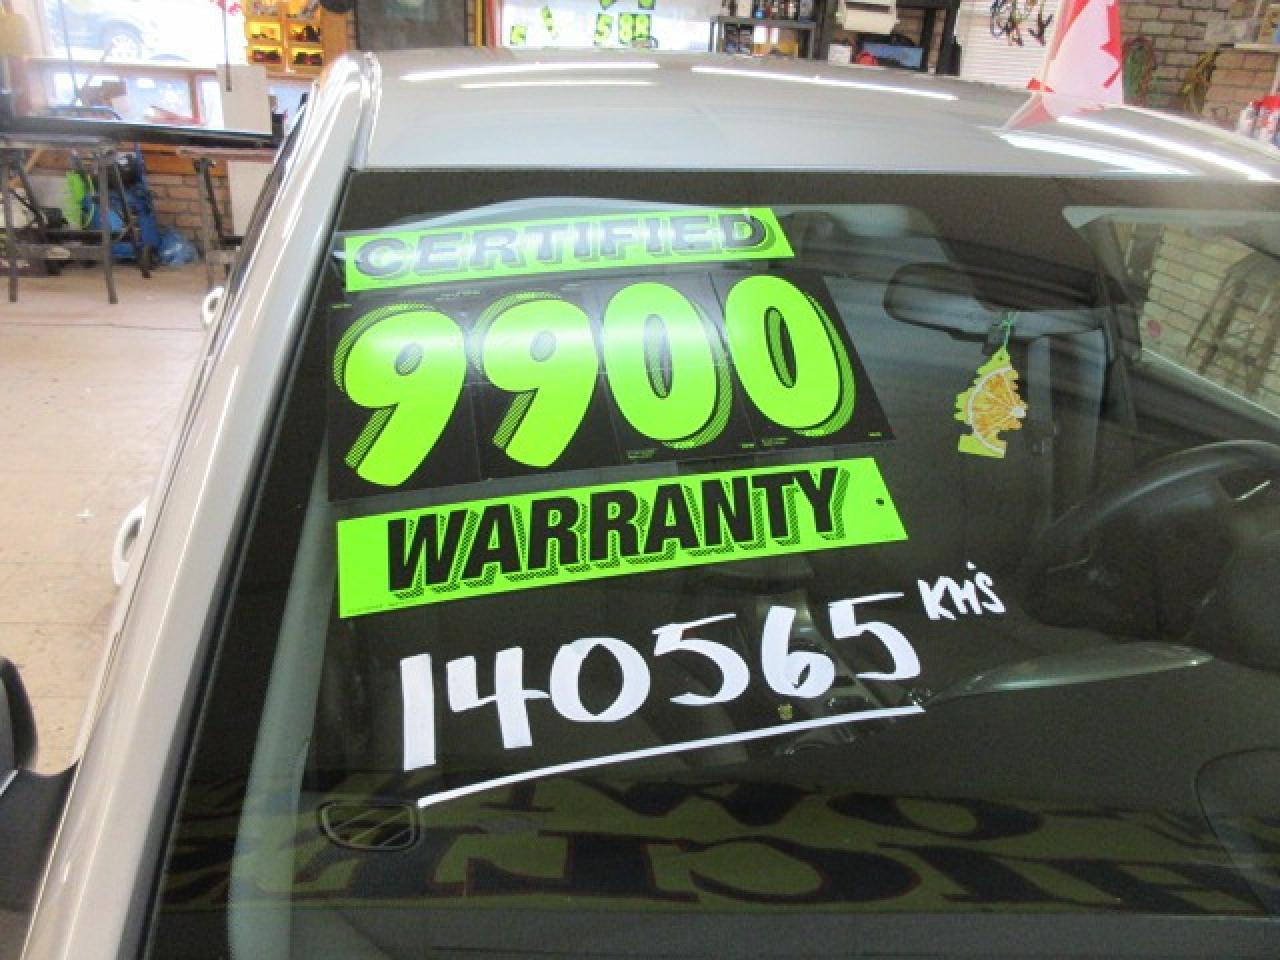 CERTIFIED
9900
WARRANTY
140565 KM'S